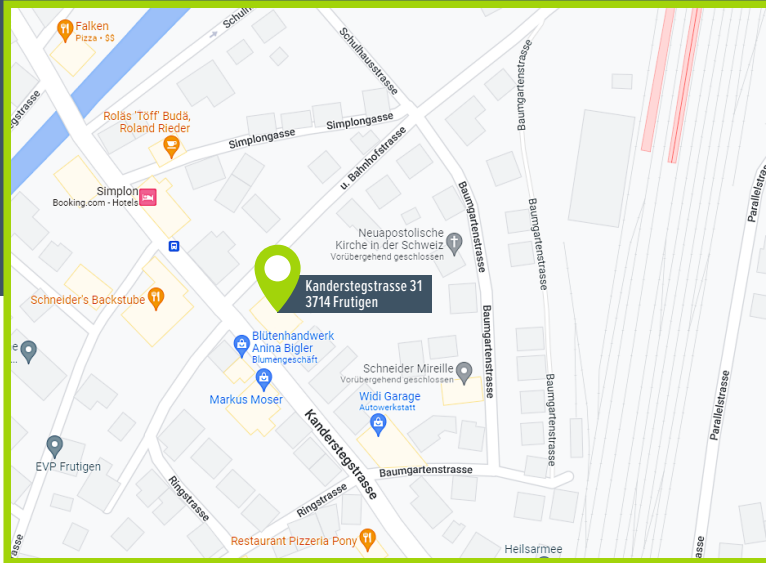 Falken
Pizza • $$
Schulhausstrasse
Baumgartenstrasse
Rolas 'Töff' Budä,
Roland Rieder
Simplongasse
Simplongasse
u. Bahnhofstrasse
Simplon
Booking.com - Hotels
Baumgartenstrasse
Baumgartenstrasse
Neuapostolische
Kirche in der Schweiz
Vorübergehend geschlossen
Kanderstegstrasse 31
3714 Frutigen
Schneider's Backstube
Baumgartenstrasse
Blütenhandwerk
Anina Bigler
Blumengeschäft
Schneider Mireille
Vorübergehend geschlossen
Markus Moser
Widi Garage
Autowerkstatt
Baumgartenstrasse
Parallelstrasse
Kanderstegstrasse
EVP Frutigen
Baumgartenstrasse
Ringstrasse
Ringstrasse
Restaurant Pizzeria Pony
Heilsarmee